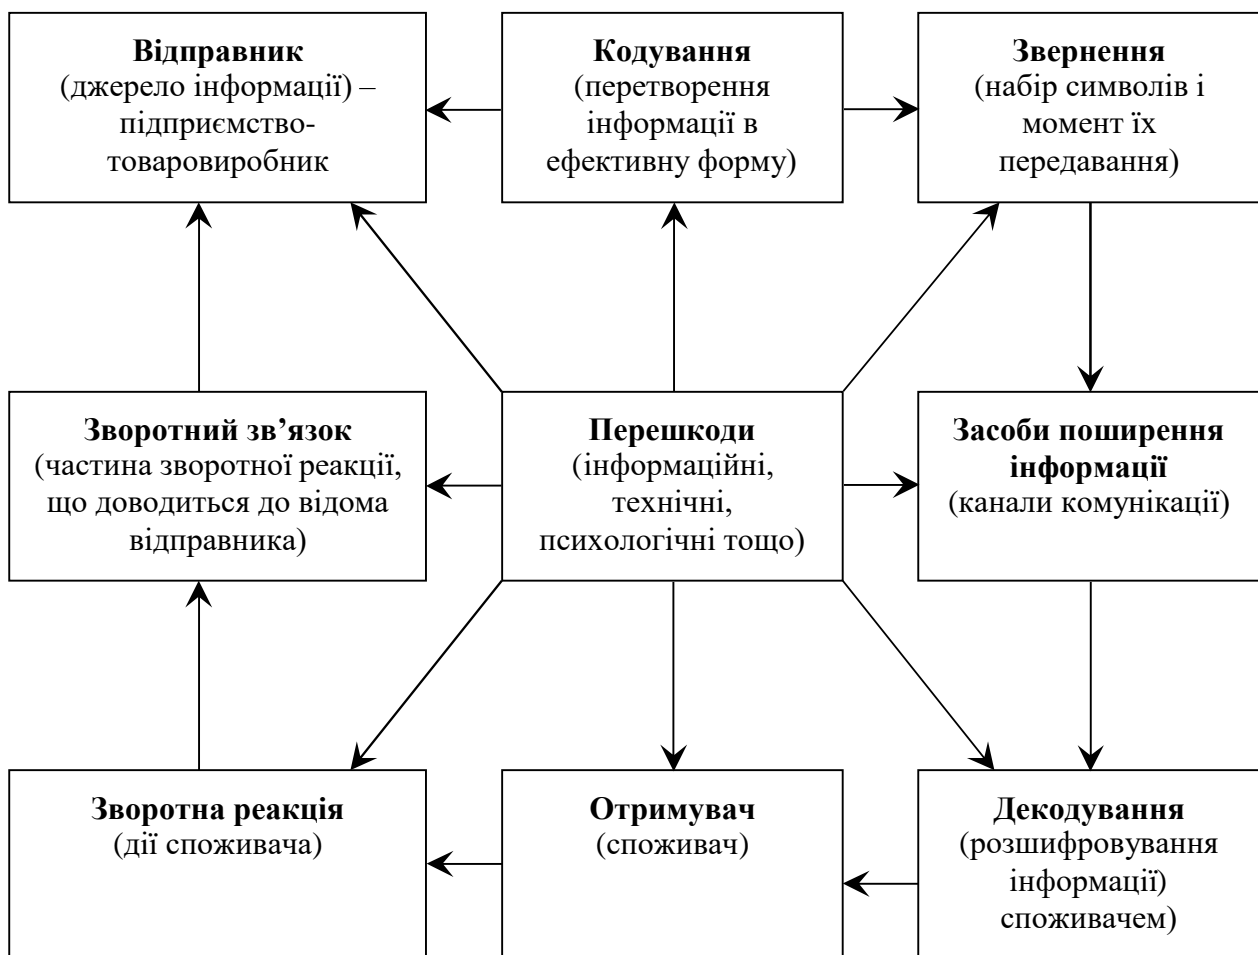 Відправник
(джерело інформації) –
підприємство-
товаровиробник
Кодування
(перетворення
інформації в
ефективну форму)
Звернення
(набір символів і
момент їх
передавання)
Зворотний зв’язок
(частина зворотної реакції,
що доводиться до відома
відправника)
Перешкоди
(інформаційні,
технічні,
психологічні тощо)
Засоби поширення
інформації
(канали комунікації)
Зворотна реакція
(дії споживача)
Отримувач
(споживач)
Декодування
(розшифровування
інформації)
споживачем)